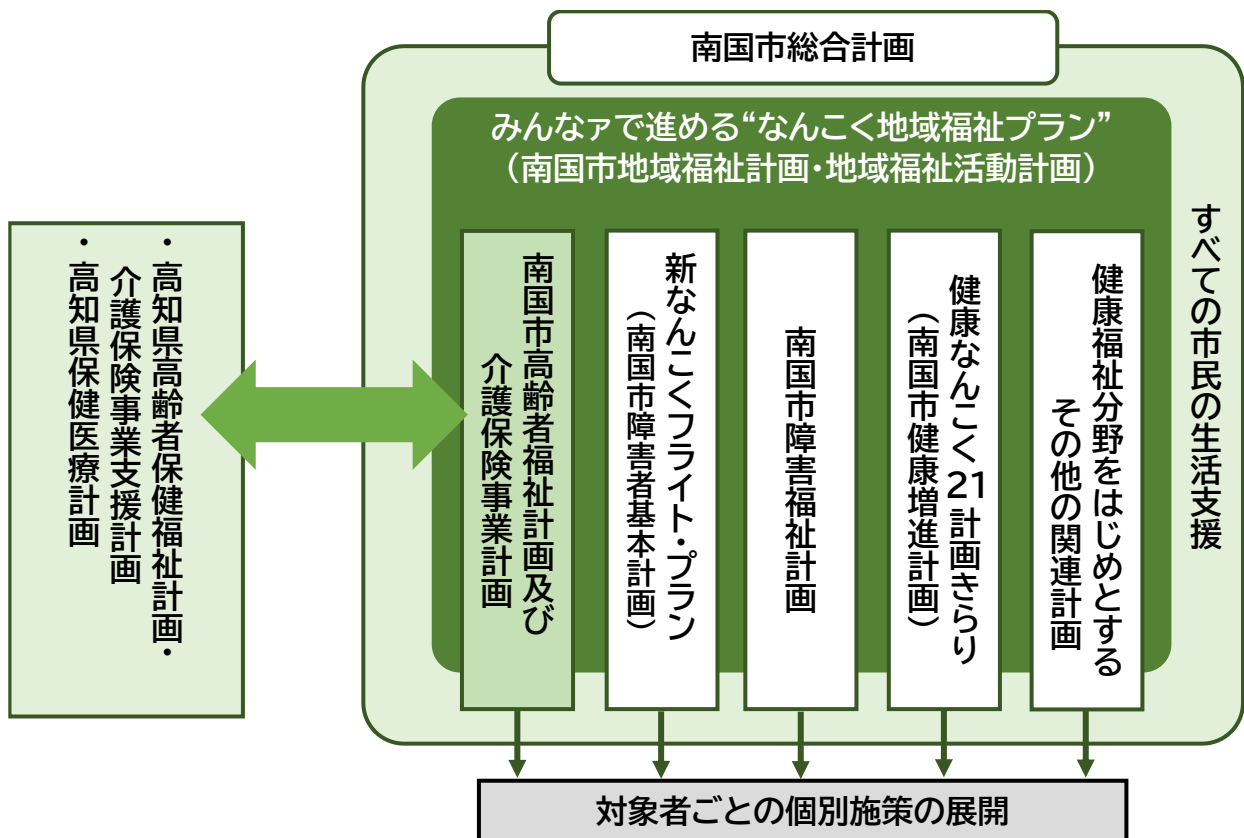 南国市総合計画
みんなァで進める“なんこく地域福祉プラン”
（南国市地域福祉計画・地域福祉活動計画）
すべての市民の生活支援
・高知県高齢者保健福祉計画・
介護保険事業支援計画
・高知県保健医療計画
南国市高齢者福祉計画及び
介護保険事業計画
新なんこくフライト・プラン
（南国市障害者基本計画）
南国市障害福祉計画
健康なんこく21計画きらり
（南国市健康増進計画）
健康福祉分野をはじめとする
その他の関連計画
対象者ごとの個別施策の展開